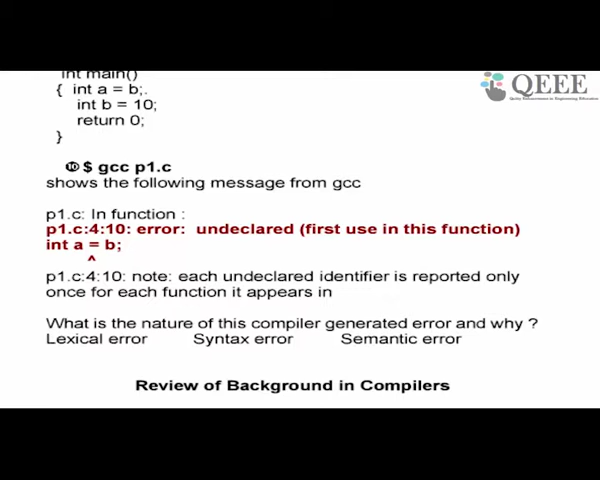 int main()
QEEE
{ int a = b;.
int b = 10;
return 0;
}
❿ $ gcc p1.c
shows the following message from gcc
p1.c: In function :
p1.c:4:10: error: undeclared (first use in this function)
int a = b;
^
p1.c:4:10: note: each undeclared identifier is reported only
once for each function it appears in
What is the nature of this compiler generated error and why ?
Lexical error Syntax error Semantic error
Review of Background in Compilers